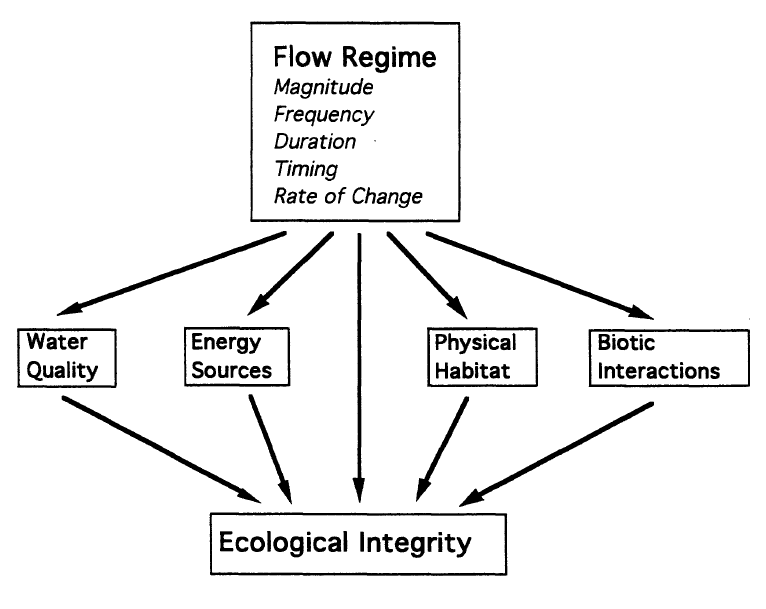 Flow Regime
Magnitude
Frequency
Duration
Timing
Rate of Change
Water
Quality
Energy
Sources
Physical
Habitat
Biotic
Interactions
Ecological Integrity